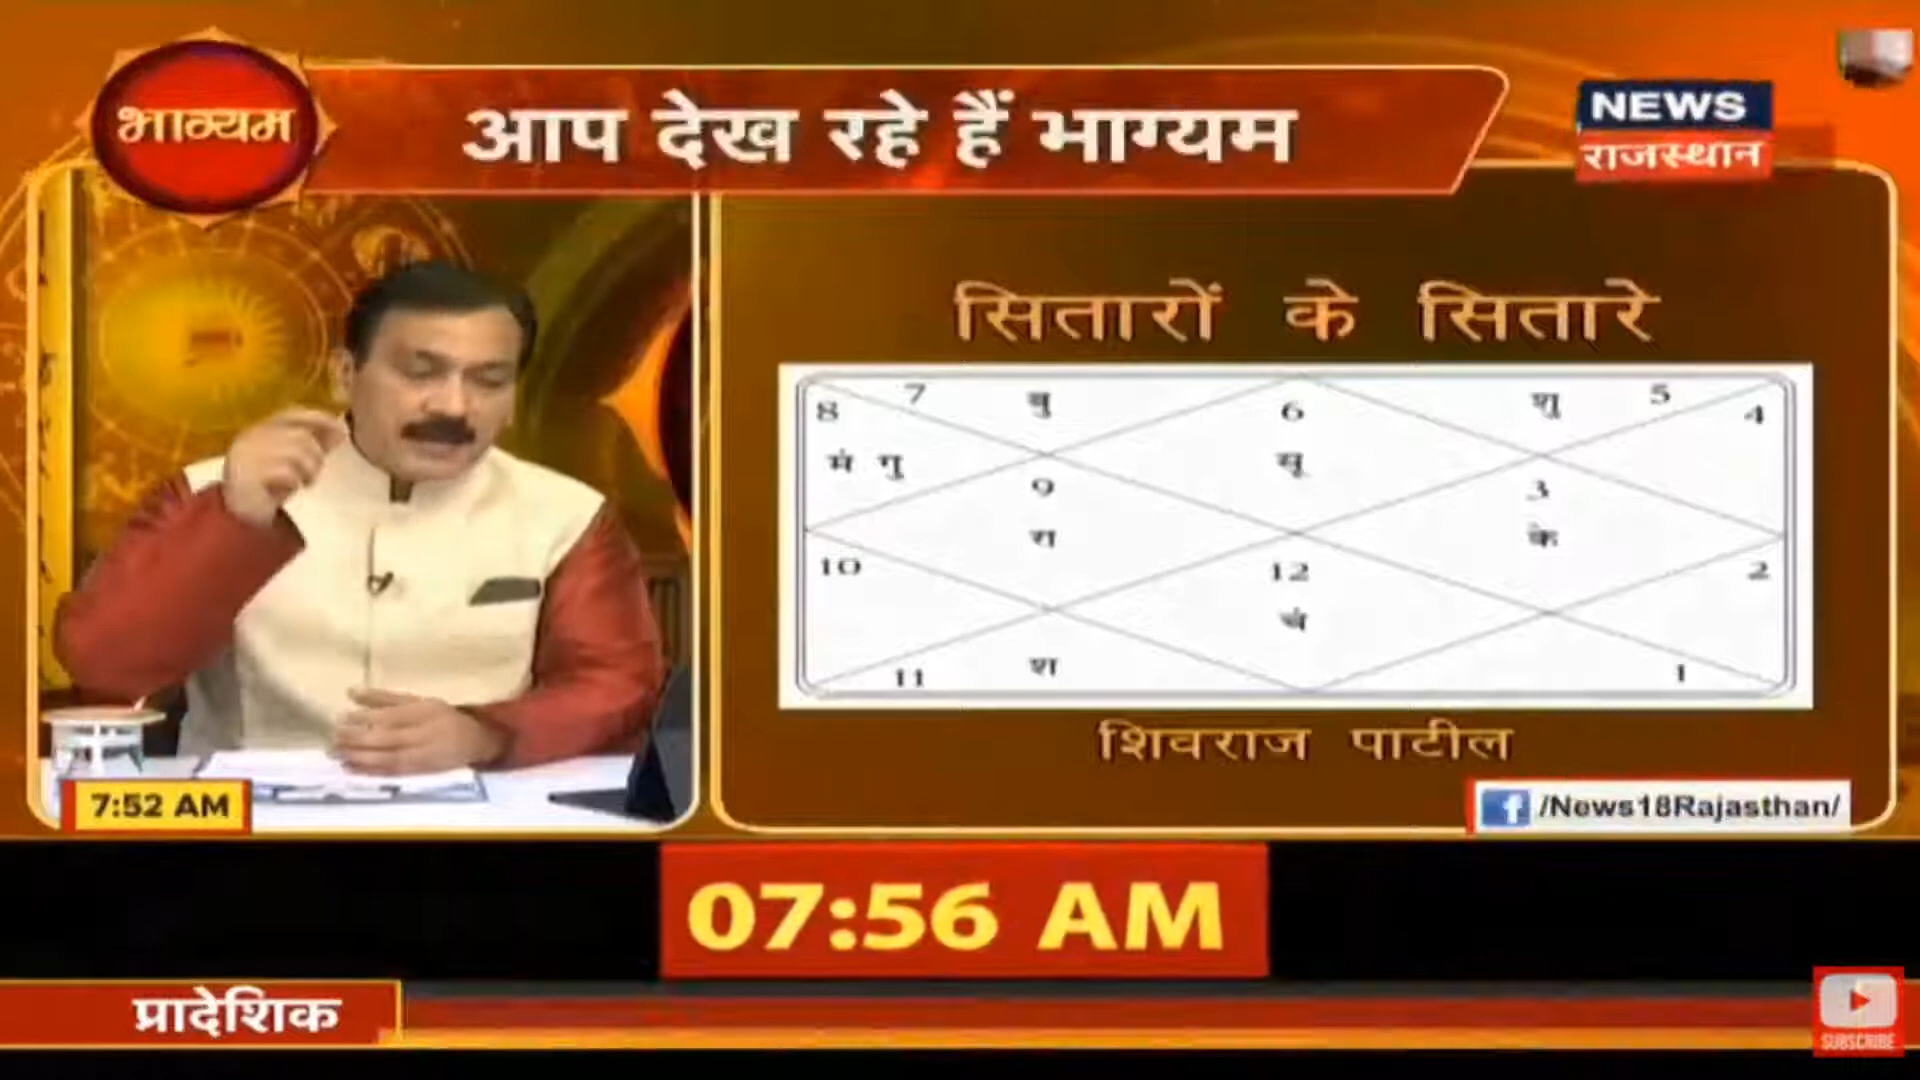 भाग्यम
आप देख रहे हैं भाग्यम
NEWS
राजस्थान
सितारों के सितारे
8 7 बु 6 शु 5 4
मं गु सू
9 3
रा के
10 12 2
चं
11 श 1
शिवराज पाटील
7:52 AM
/News18Rajasthan/
07:56 AM
प्रादेशिक
SUBSCRIBE